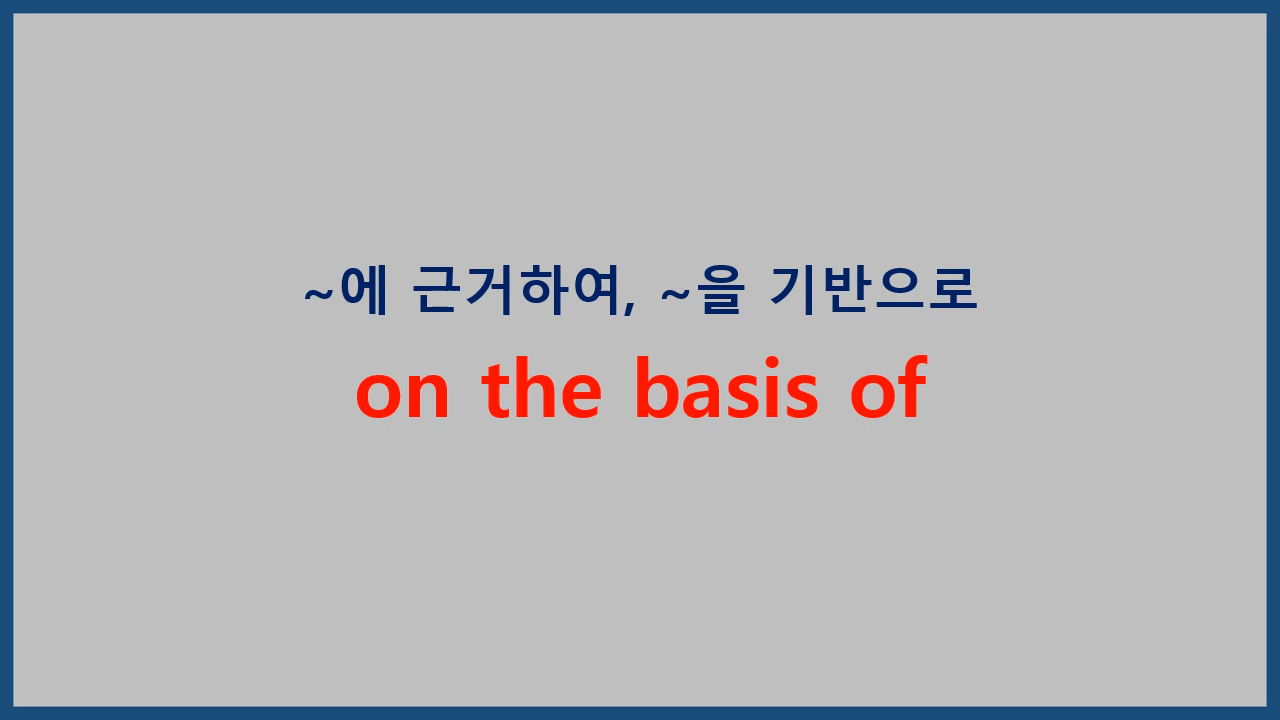 ~에 근거하여, ~을 기반으로
on the basis of